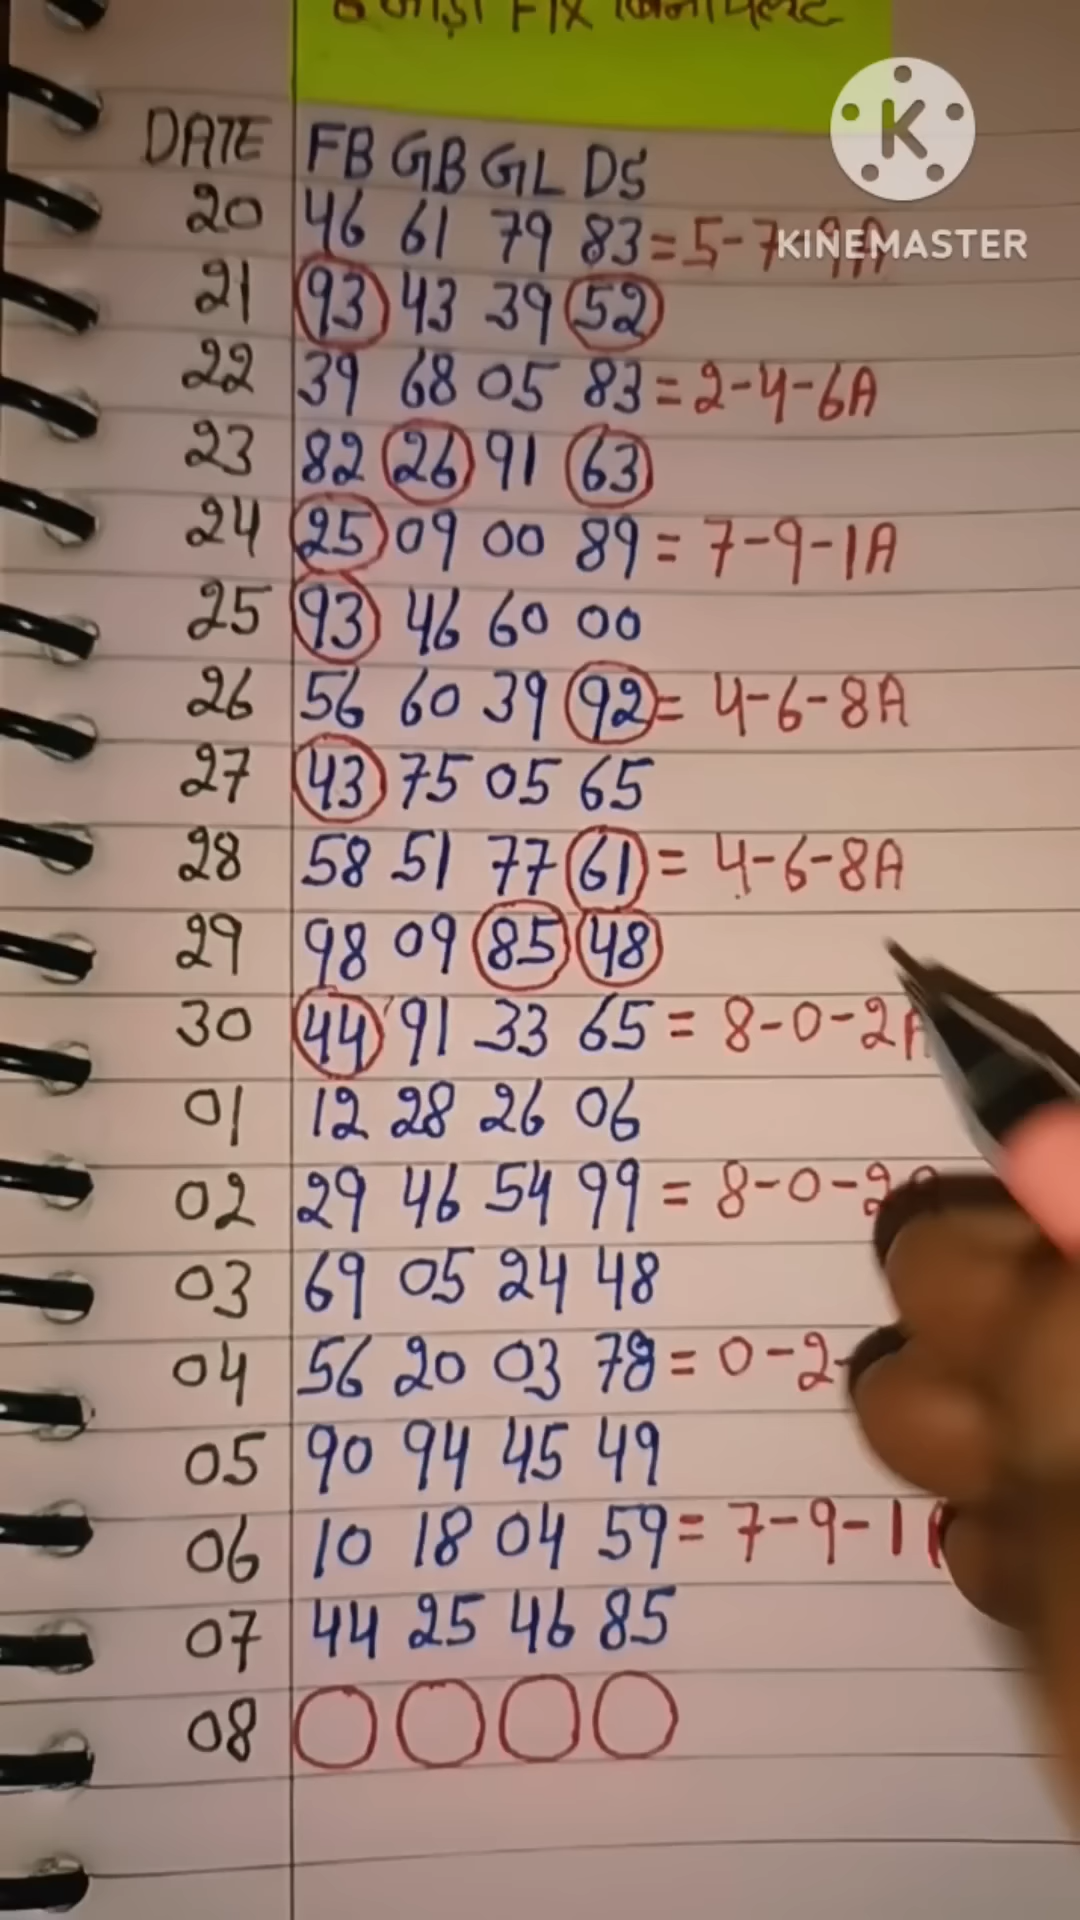 FIX
K
KINEMASTER
DATE FB GB GL DS
20 46 61 79 83 = 5-7-9A
21 93 43 39 52
22 39 68 05 83 = 2-4-6A
23 82 26 91 63
24 25 09 00 89 = 7-9-1A
25 93 46 60 00
26 56 60 39 92 = 4-6-8A
27 43 75 05 65
28 58 51 77 61 = 4-6-8A
29 98 09 85 48
30 44 91 33 65 = 8-0-2A
01 12 28 26 06
02 29 46 54 99 = 8-0-2A
03 69 05 24 48
04 56 20 03 78 = 0-2-
05 90 94 45 49
06 10 18 04 59 = 7-9-1A
07 44 25 46 85
08